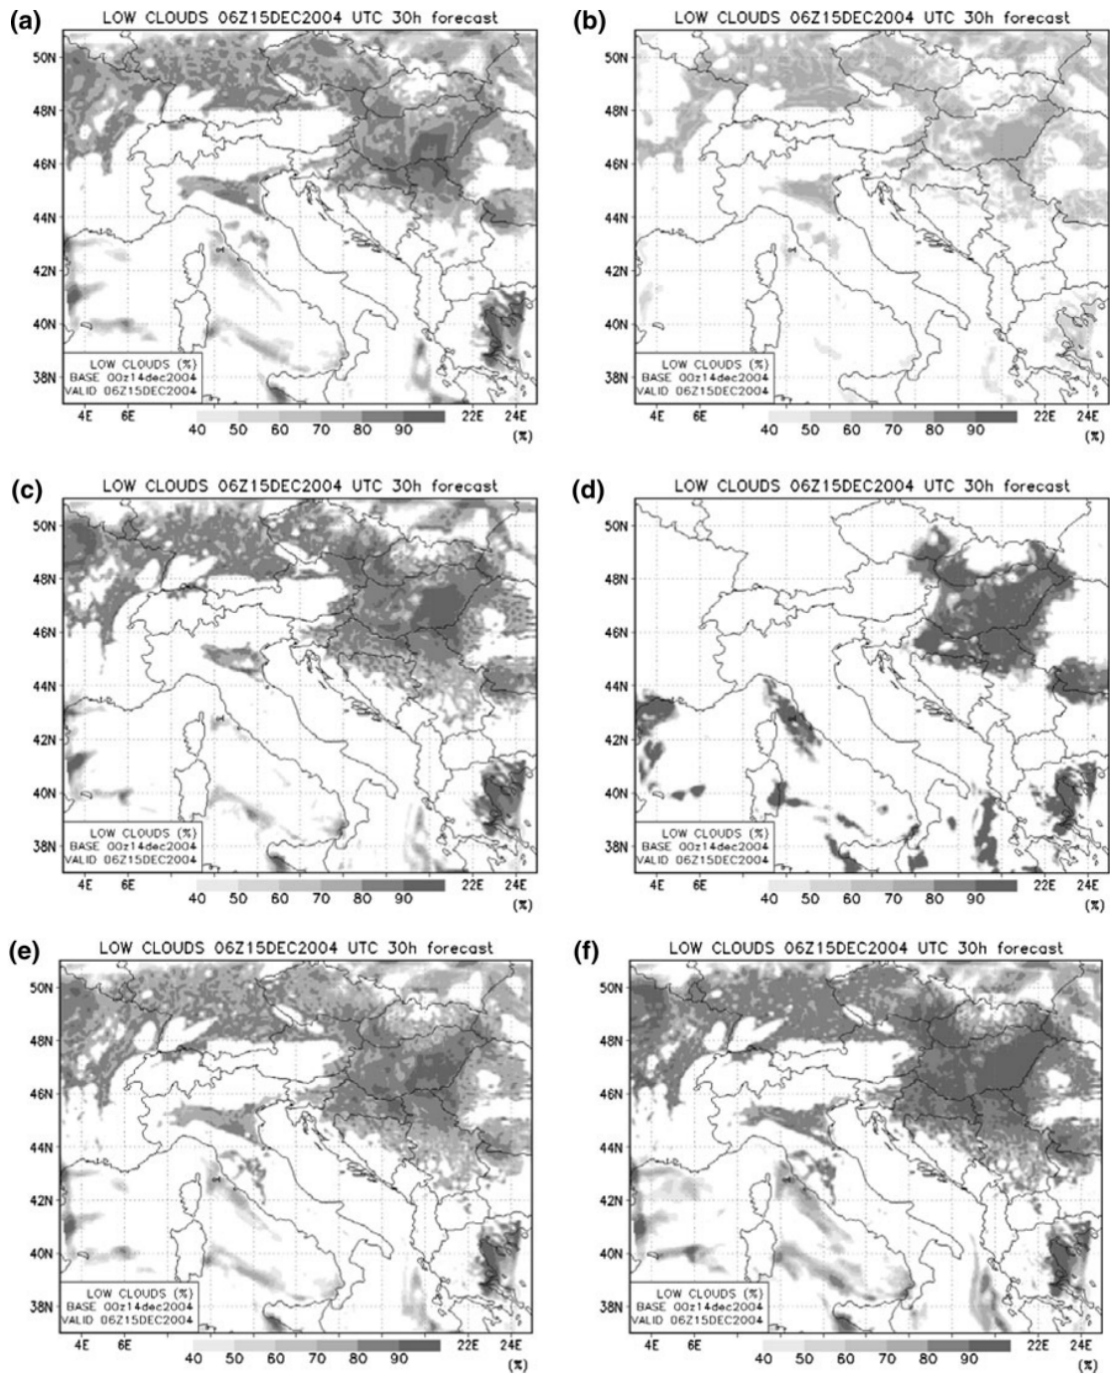 (a)
LOW CLOUDS 06Z15DEC2004 UTC 30h forecast
50N
48N
46N
44N
42N
40N
38N
LOW CLOUDS (%)
BASE 00z14dec2004
VALID 06Z15DEC2004
4E 6E 22E 24E
40 50 60 70 80 90
(%)
(b)
LOW CLOUDS 06Z15DEC2004 UTC 30h forecast
50N
48N
46N
44N
42N
40N
38N
LOW CLOUDS (%)
BASE 00z14dec2004
VALID 06Z15DEC2004
4E 6E 22E 24E
40 50 60 70 80 90
(%)
(c)
LOW CLOUDS 06Z15DEC2004 UTC 30h forecast
50N
48N
46N
44N
42N
40N
38N
LOW CLOUDS (%)
BASE 00z14dec2004
VALID 06Z15DEC2004
4E 6E 22E 24E
40 50 60 70 80 90
(%)
(d)
LOW CLOUDS 06Z15DEC2004 UTC 30h forecast
50N
48N
46N
44N
42N
40N
38N
LOW CLOUDS (%)
BASE 00z14dec2004
VALID 06Z15DEC2004
4E 6E 22E 24E
40 50 60 70 80 90
(%)
(e)
LOW CLOUDS 06Z15DEC2004 UTC 30h forecast
50N
48N
46N
44N
42N
40N
38N
LOW CLOUDS (%)
BASE 00z14dec2004
VALID 06Z15DEC2004
4E 6E 22E 24E
40 50 60 70 80 90
(%)
(f)
LOW CLOUDS 06Z15DEC2004 UTC 30h forecast
50N
48N
46N
44N
42N
40N
38N
LOW CLOUDS (%)
BASE 00z14dec2004
VALID 06Z15DEC2004
4E 6E 22E 24E
40 50 60 70 80 90
(%)